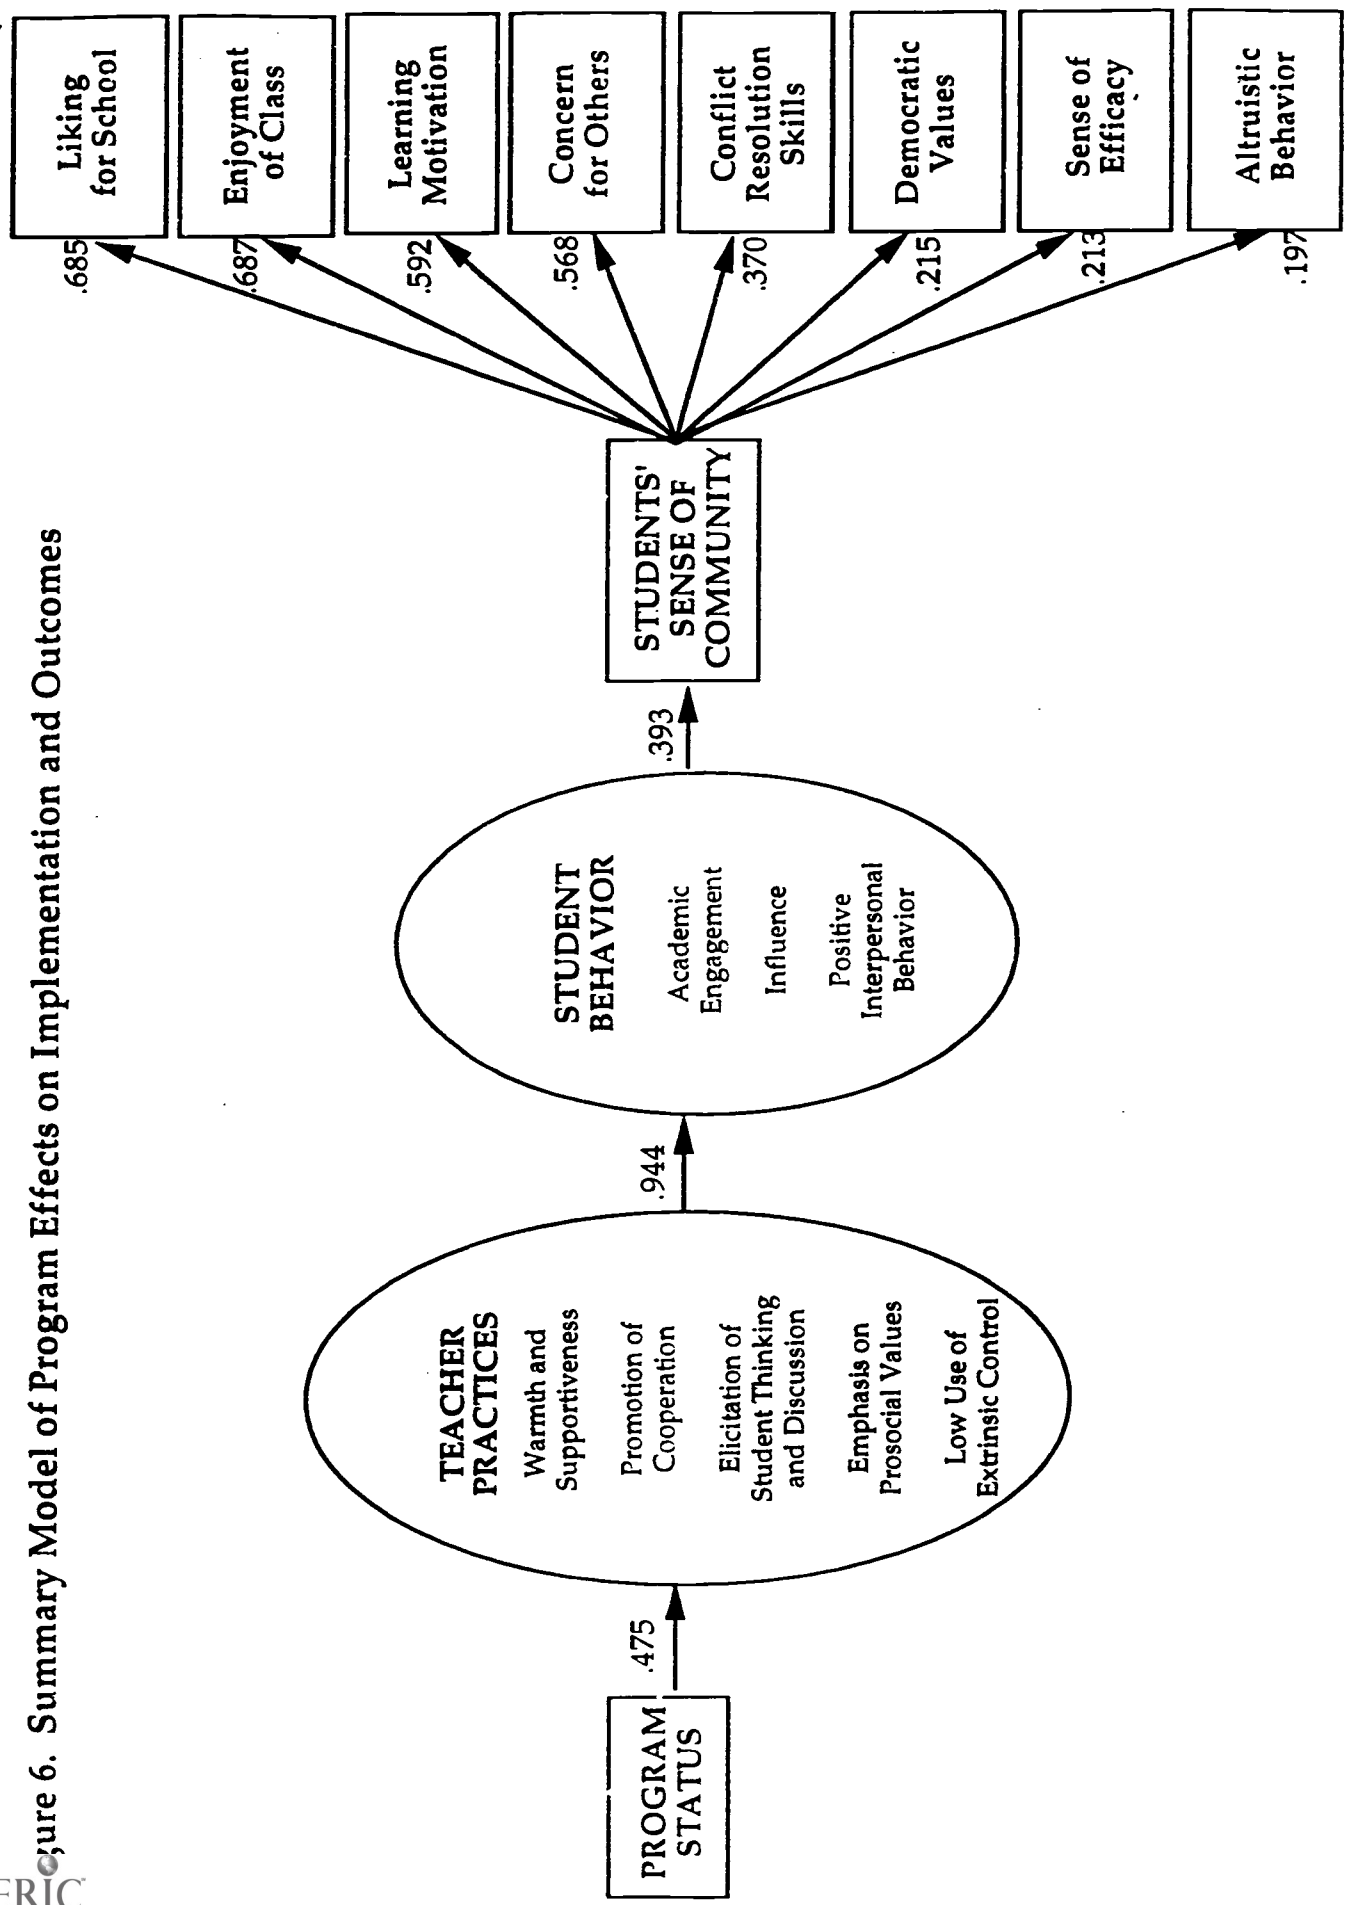 gure 6. Summary Model of Program Effects on Implementation and Outcomes
PROGRAM
STATUS
.475
TEACHER
PRACTICES
Warmth and
Supportiveness
Promotion of
Cooperation
Elicitation of
Student Thinking
and Discussion
Emphasis on
Prosocial Values
Low Use of
Extrinsic Control
.944
STUDENT
BEHAVIOR
Academic
Engagement
Influence
Positive
Interpersonal
Behavior
.393
STUDENTS'
SENSE OF
COMMUNITY
.685
Liking
for School
.687
Enjoyment
of Class
.592
Learning
Motivation
.568
Concern
for Others
.370
Conflict
Resolution
Skills
.215
Democratic
Values
.213
Sense of
Efficacy
.197
Altruistic
Behavior
ERIC